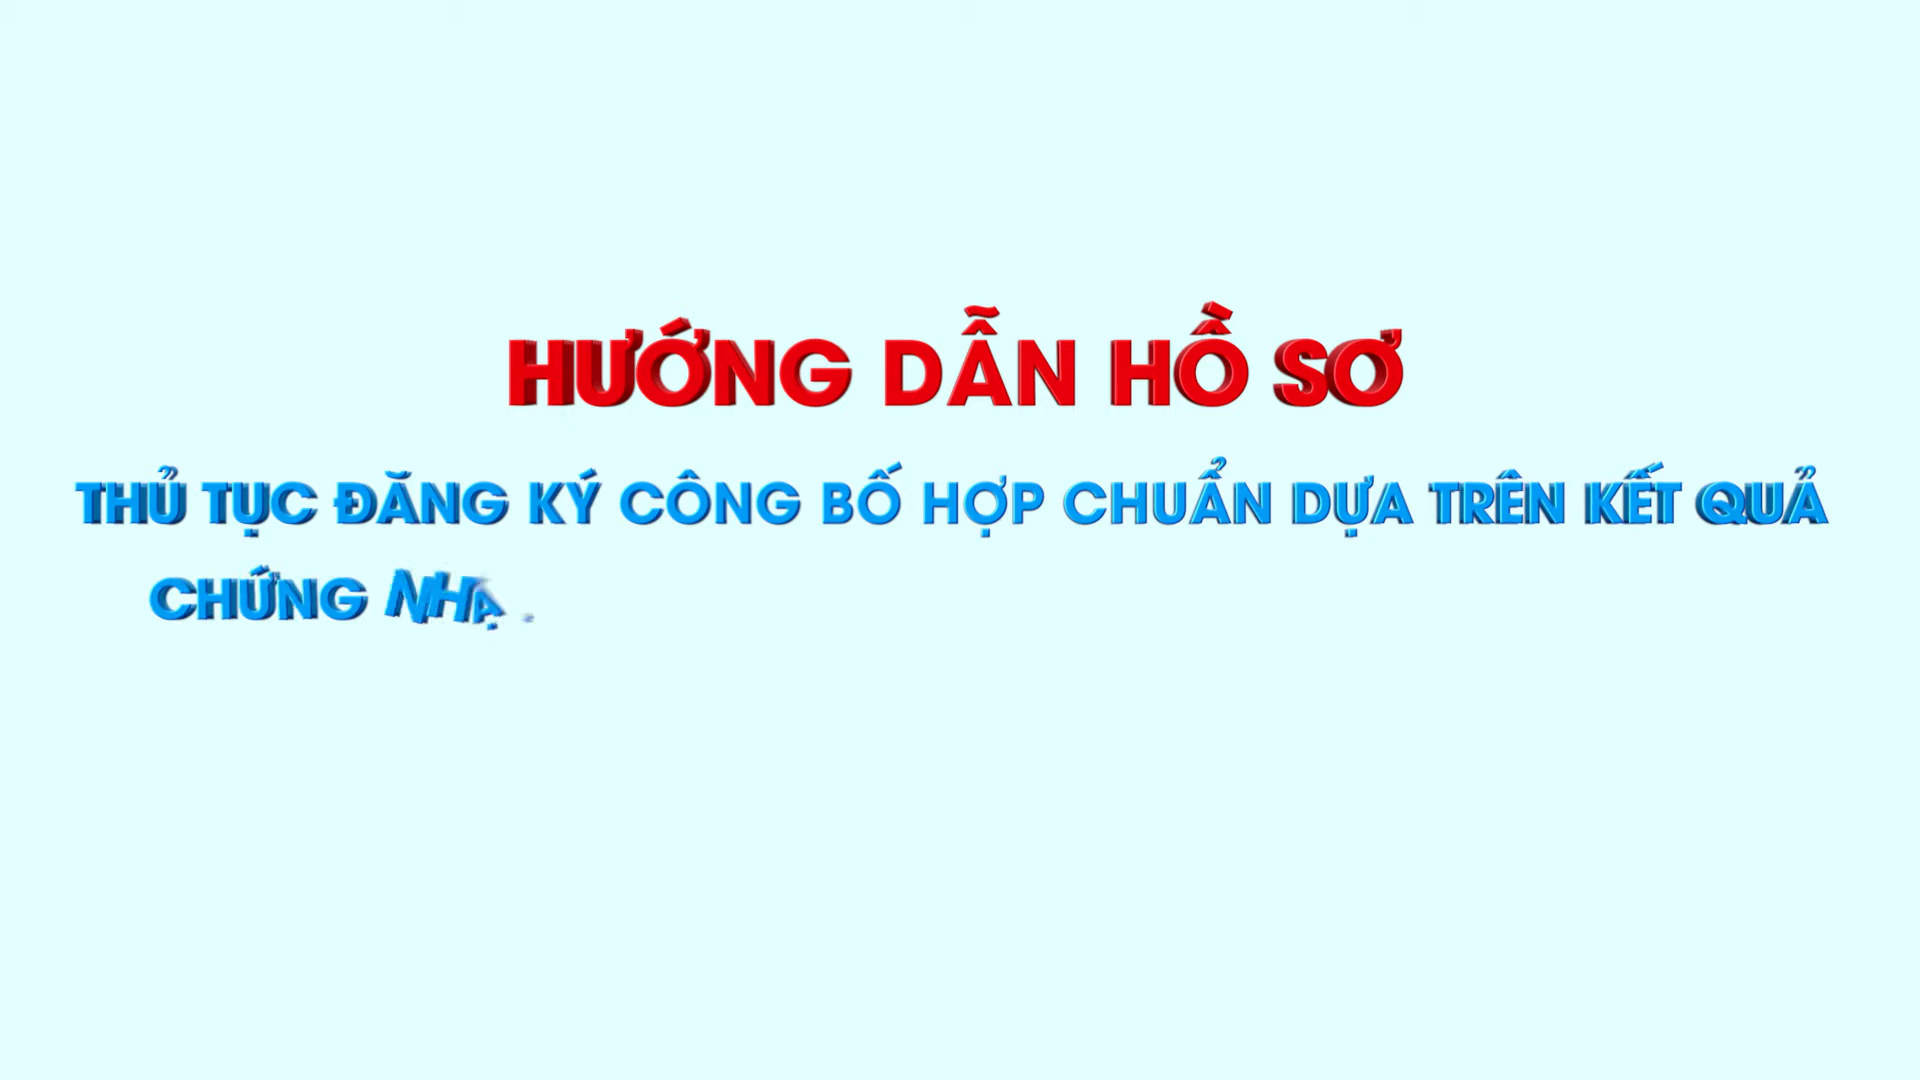 HƯỚNG DẪN HỒ SƠ
THỦ TỤC ĐĂNG KÝ CÔNG BỐ HỢP CHUẨN DỰA TRÊN KẾT QUẢ
CHỨNG